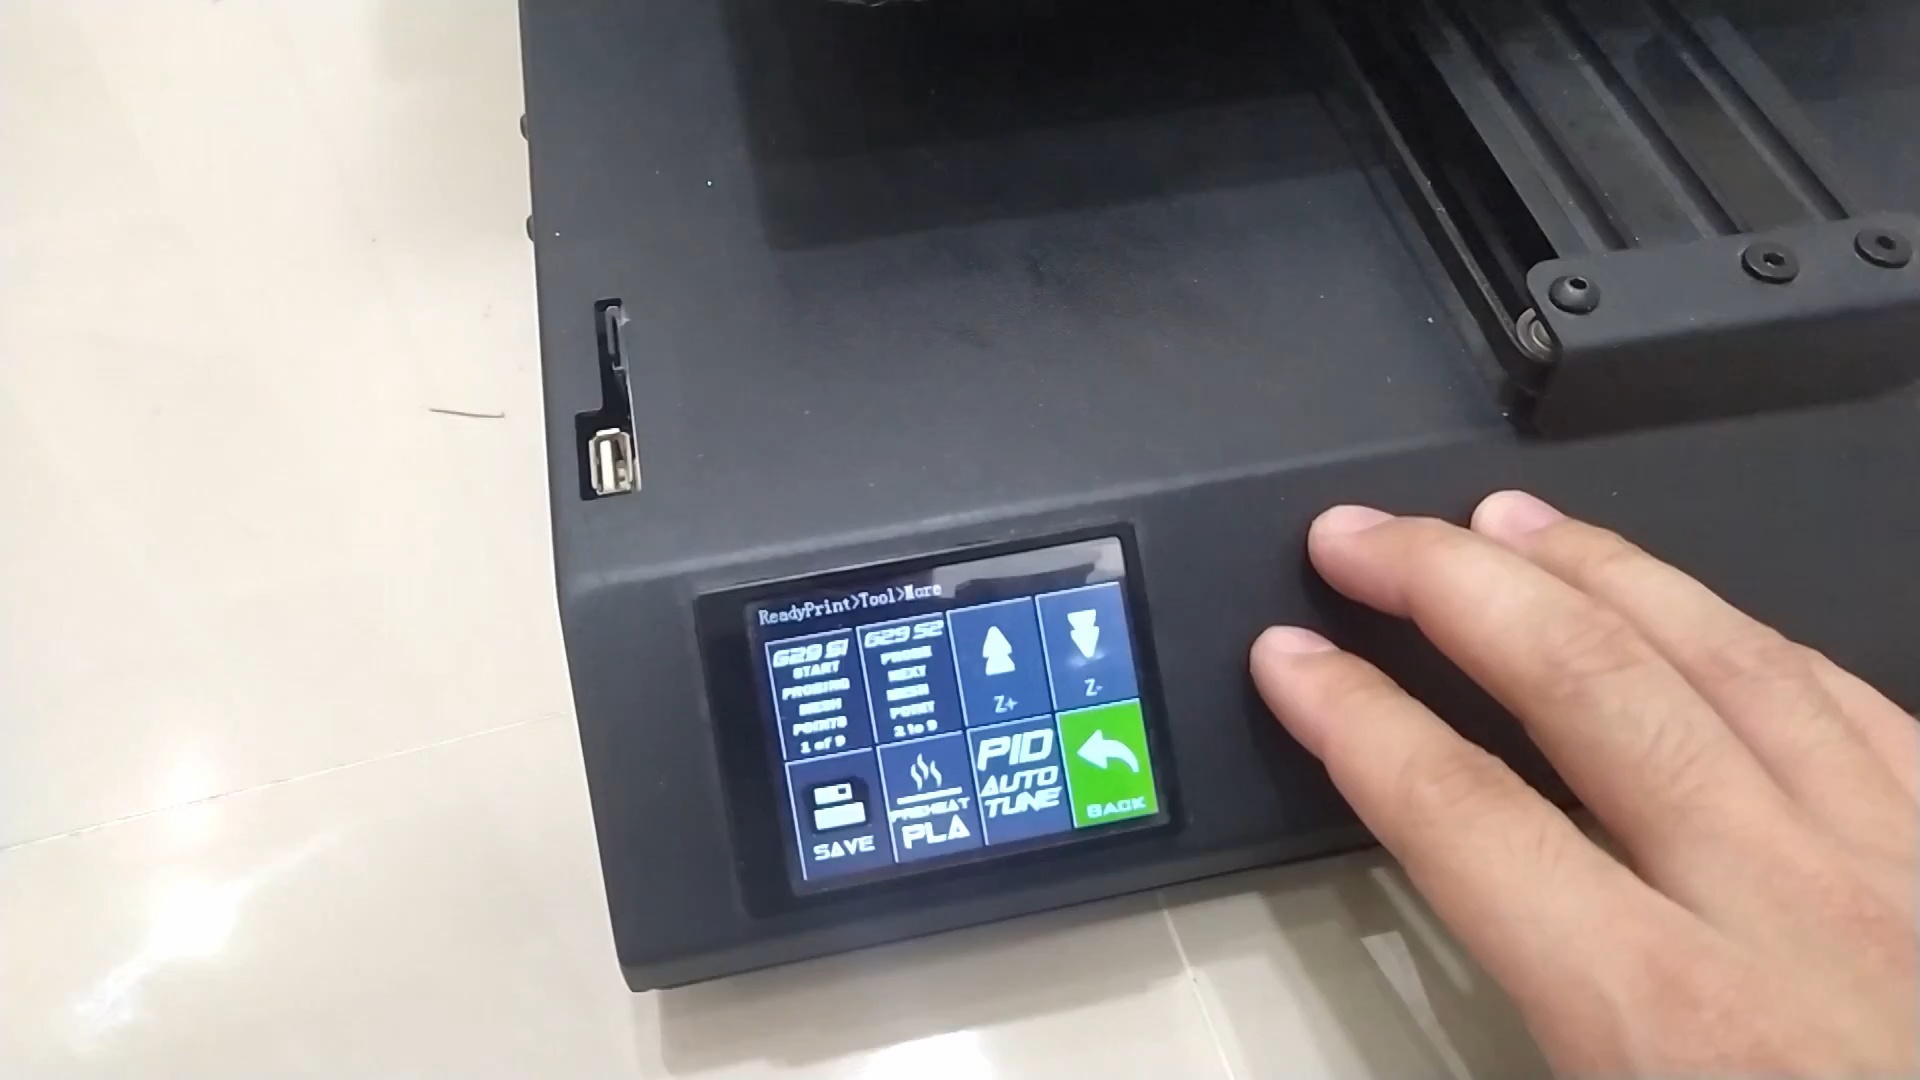 ReadyPrint>Tool>More
G29 S1
START
PROBING
MESH
POINTS
1 of 9
G29 S2
PROBE
NEXT
MESH
POINT
2 to 9
Z+
Z-
SAVE
PREHEAT
PLA
PID
AUTO
TUNE
BACK